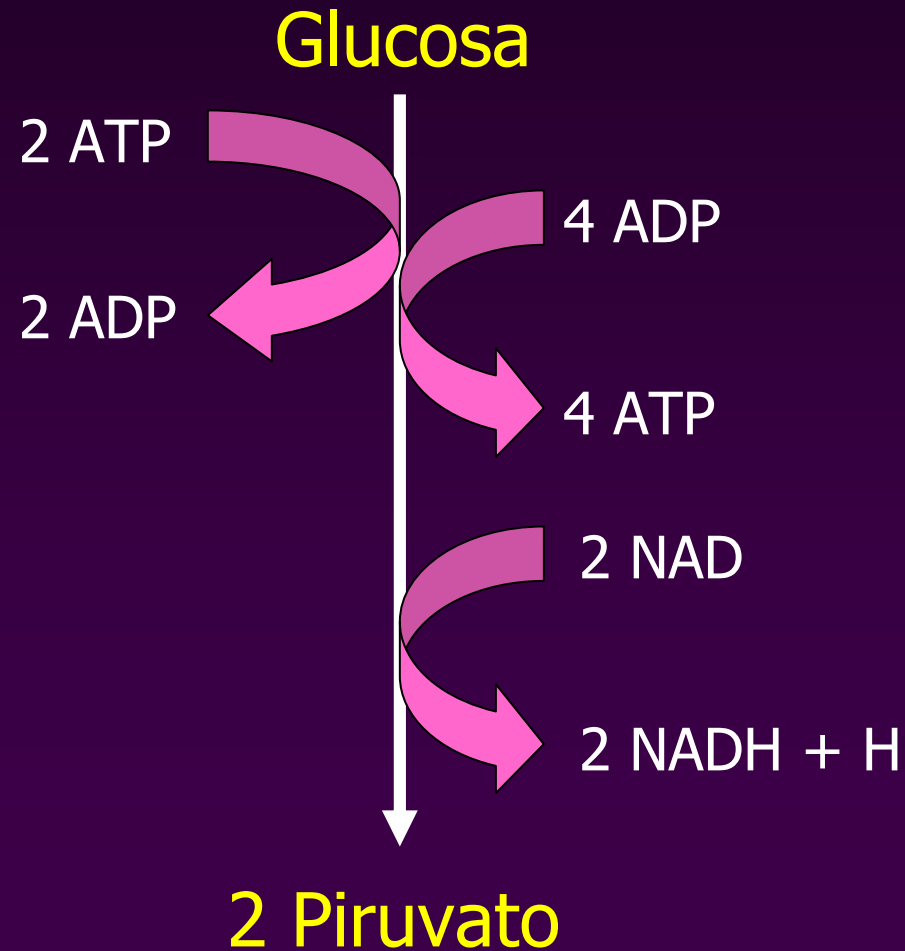 Glucosa
2 ATP
4 ADP
2 ADP
4 ATP
2 NAD
2 NADH + H
2 Piruvato